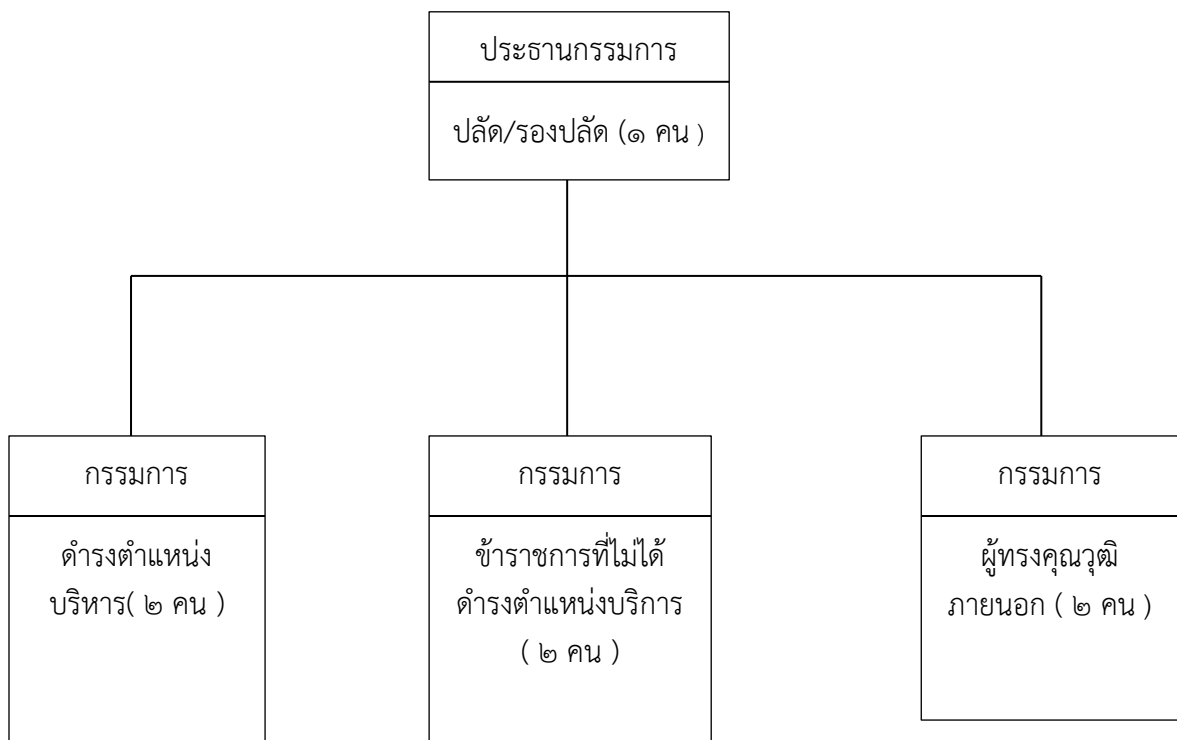 ประธานกรรมการ
ปลัด/รองปลัด (๑ คน )
กรรมการ
ดำรงตำแหน่ง
บริหาร( ๒ คน )
กรรมการ
ข้าราชการที่ไม่ได้
ดำรงตำแหน่งบริการ
( ๒ คน )
กรรมการ
ผู้ทรงคุณวุฒิ
ภายนอก ( ๒ คน )